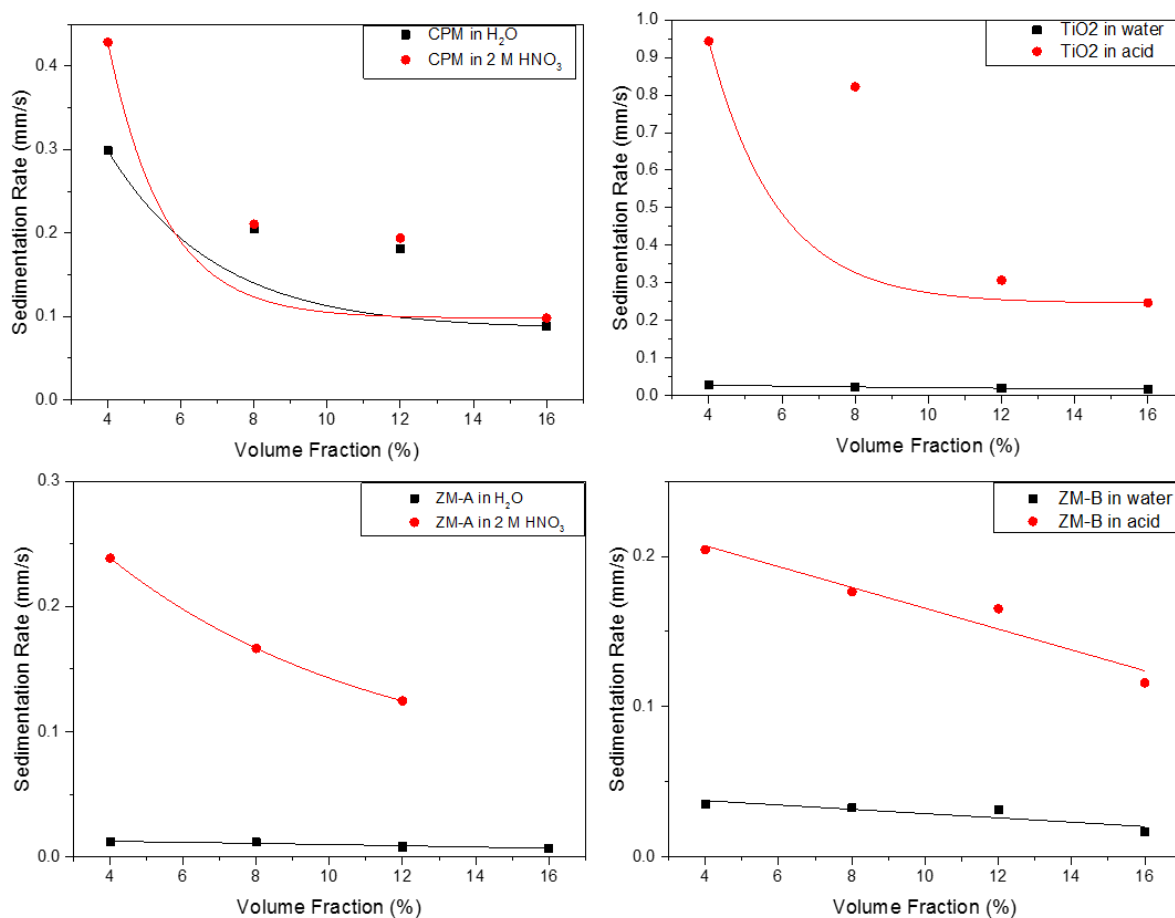 CPM in H₂O
CPM in 2 M HNO₃
0.4
0.3
0.2
0.1
0.0
Sedimentation Rate (mm/s)
4 6 8 10 12 14 16
Volume Fraction (%)
TiO2 in water
TiO2 in acid
1.0
0.9
0.8
0.7
0.6
0.5
0.4
0.3
0.2
0.1
0.0
Sedimentation Rate (mm/s)
4 6 8 10 12 14 16
Volume Fraction (%)
ZM-A in H₂O
ZM-A in 2 M HNO₃
0.3
0.2
0.1
0.0
Sedimentation Rate (mm/s)
4 6 8 10 12 14 16
Volume Fraction (%)
ZM-B in water
ZM-B in acid
0.2
0.1
0.0
Sedimentation Rate (mm/s)
4 6 8 10 12 14 16
Volume Fraction (%)